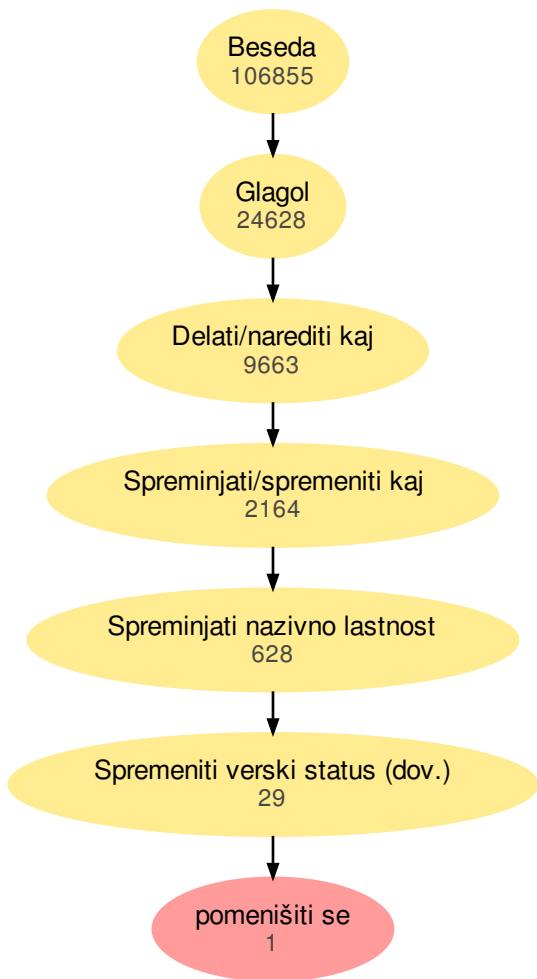 Beseda
106855
Glagol
24628
Delati/narediti kaj
9663
Spreminjati/spremeniti kaj
2164
Spreminjati nazivno lastnost
628
Spremeniti verski status (dov.)
29
pomenišiti se
1